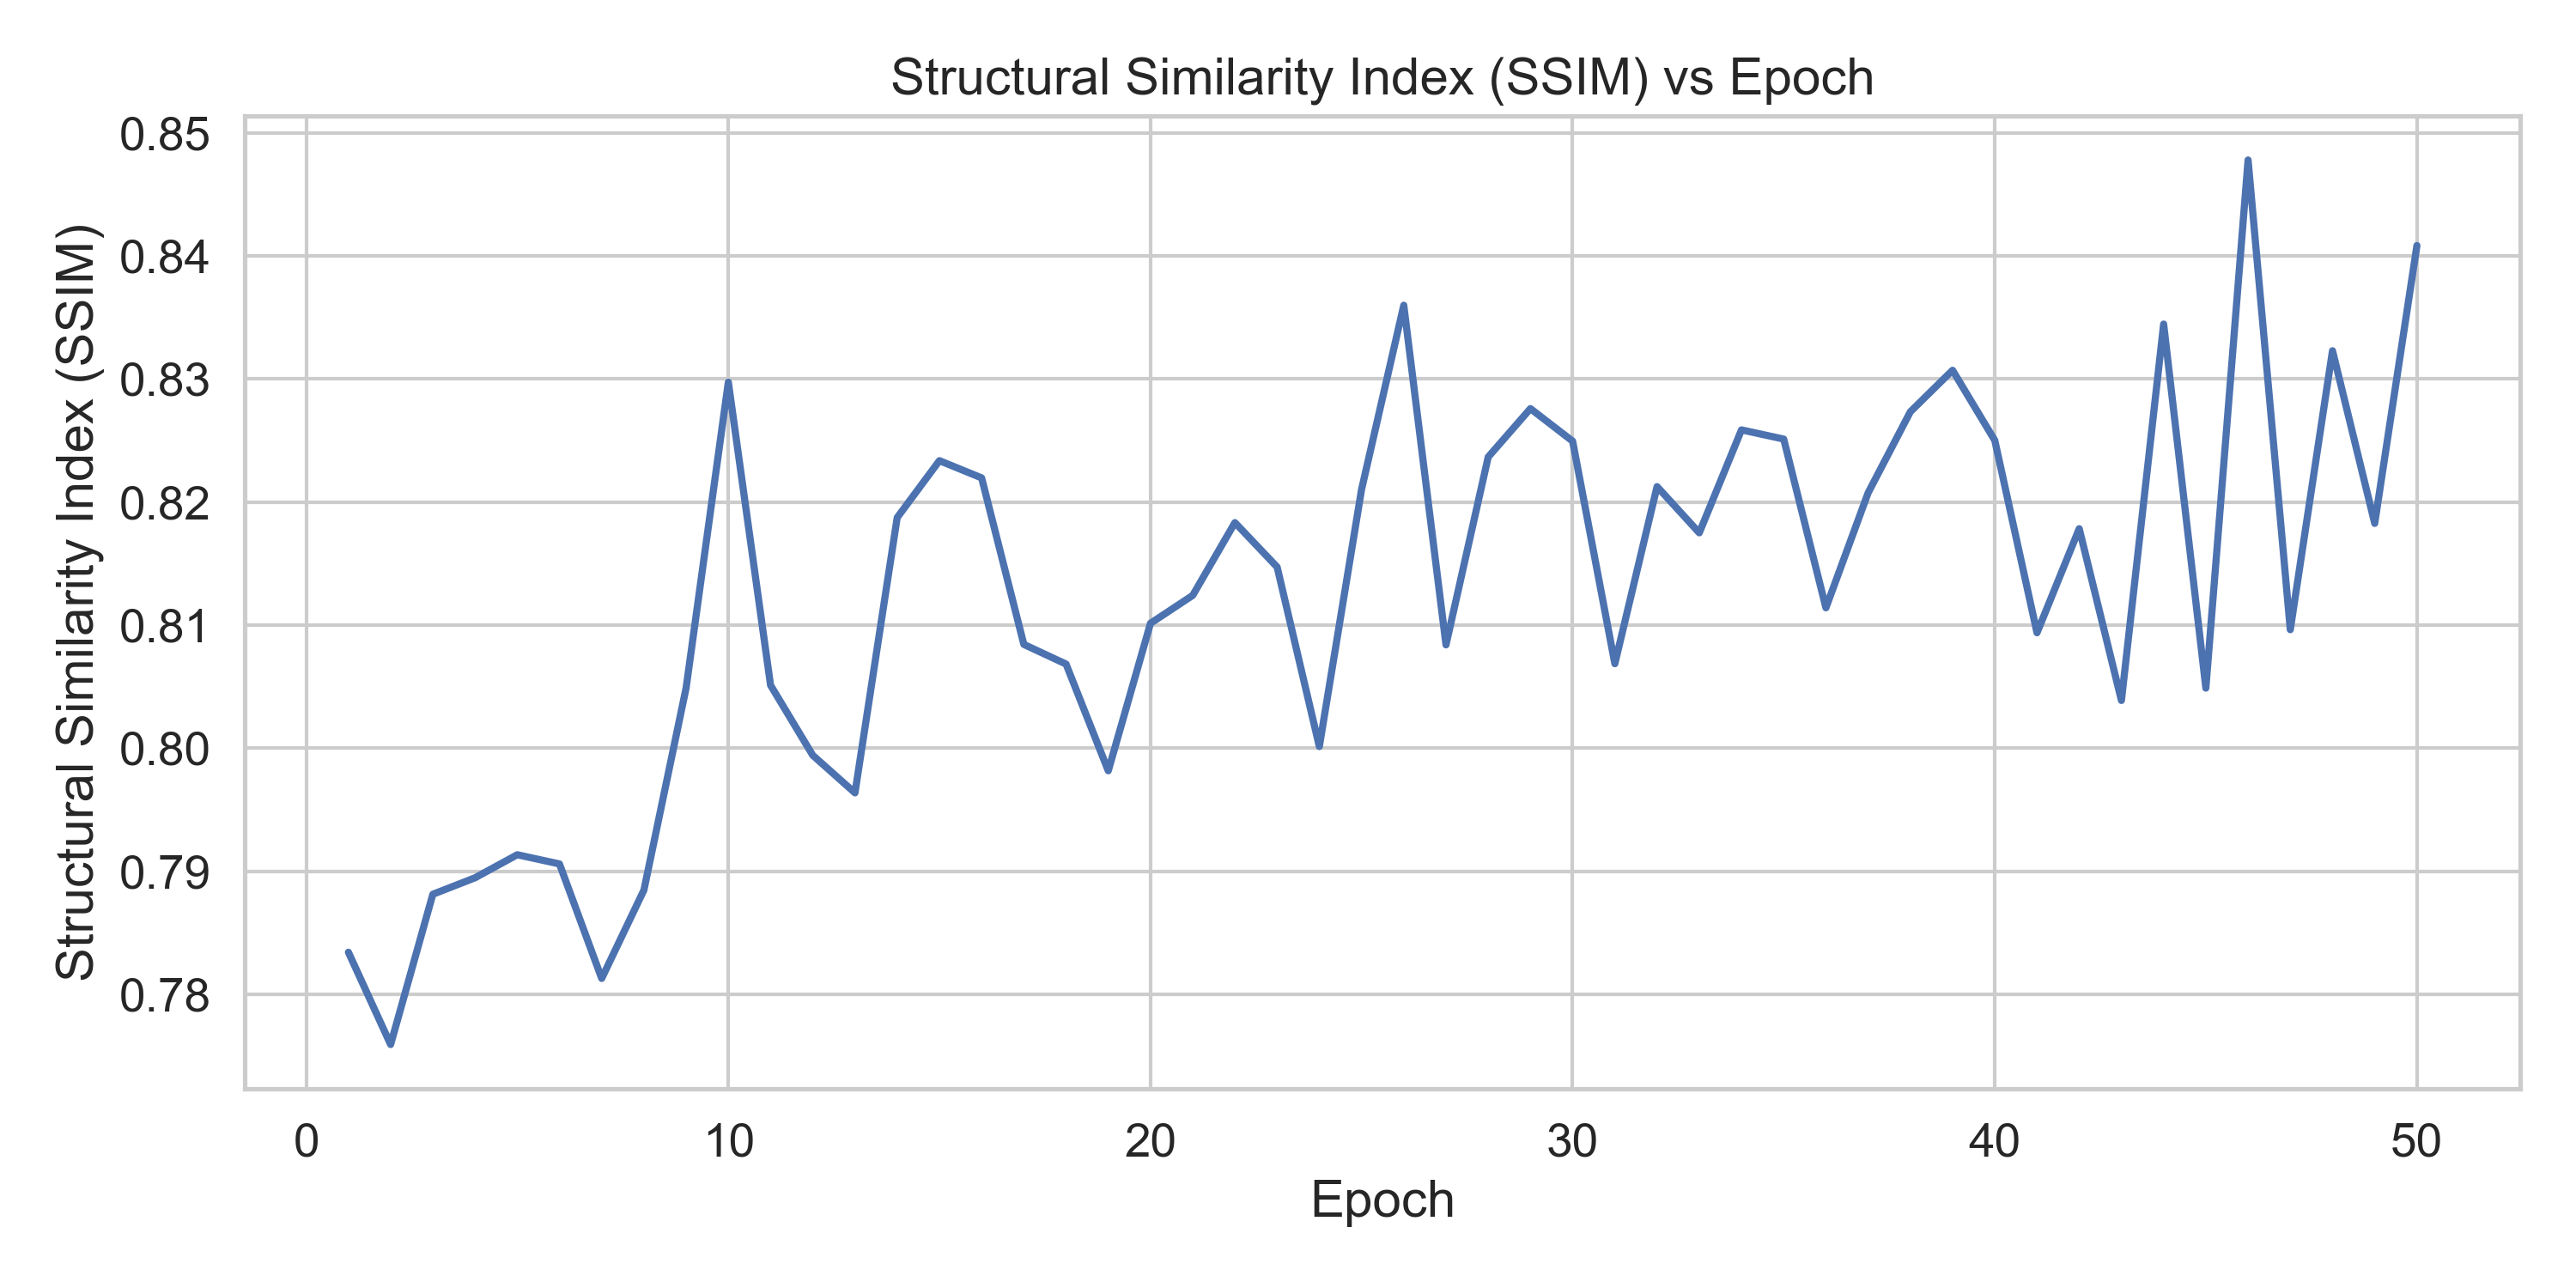 Structural Similarity Index (SSIM) vs Epoch
Structural Similarity Index (SSIM)
0.85
0.84
0.83
0.82
0.81
0.80
0.79
0.78
0 10 20 30 40 50
Epoch